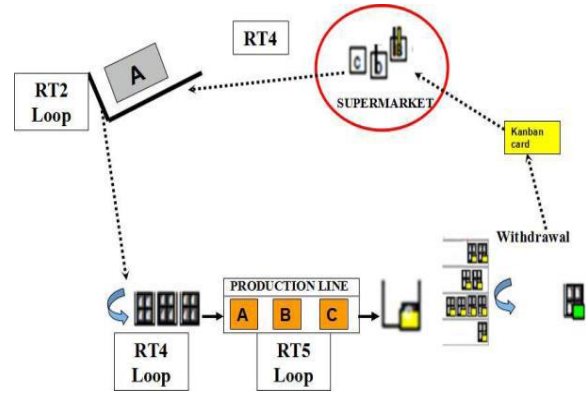 RT4
A
RT2
Loop
c
b
SUPERMARKET
Kanban
card
Withdrawal
PRODUCTION LINE
A B C
RT4
Loop
RT5
Loop